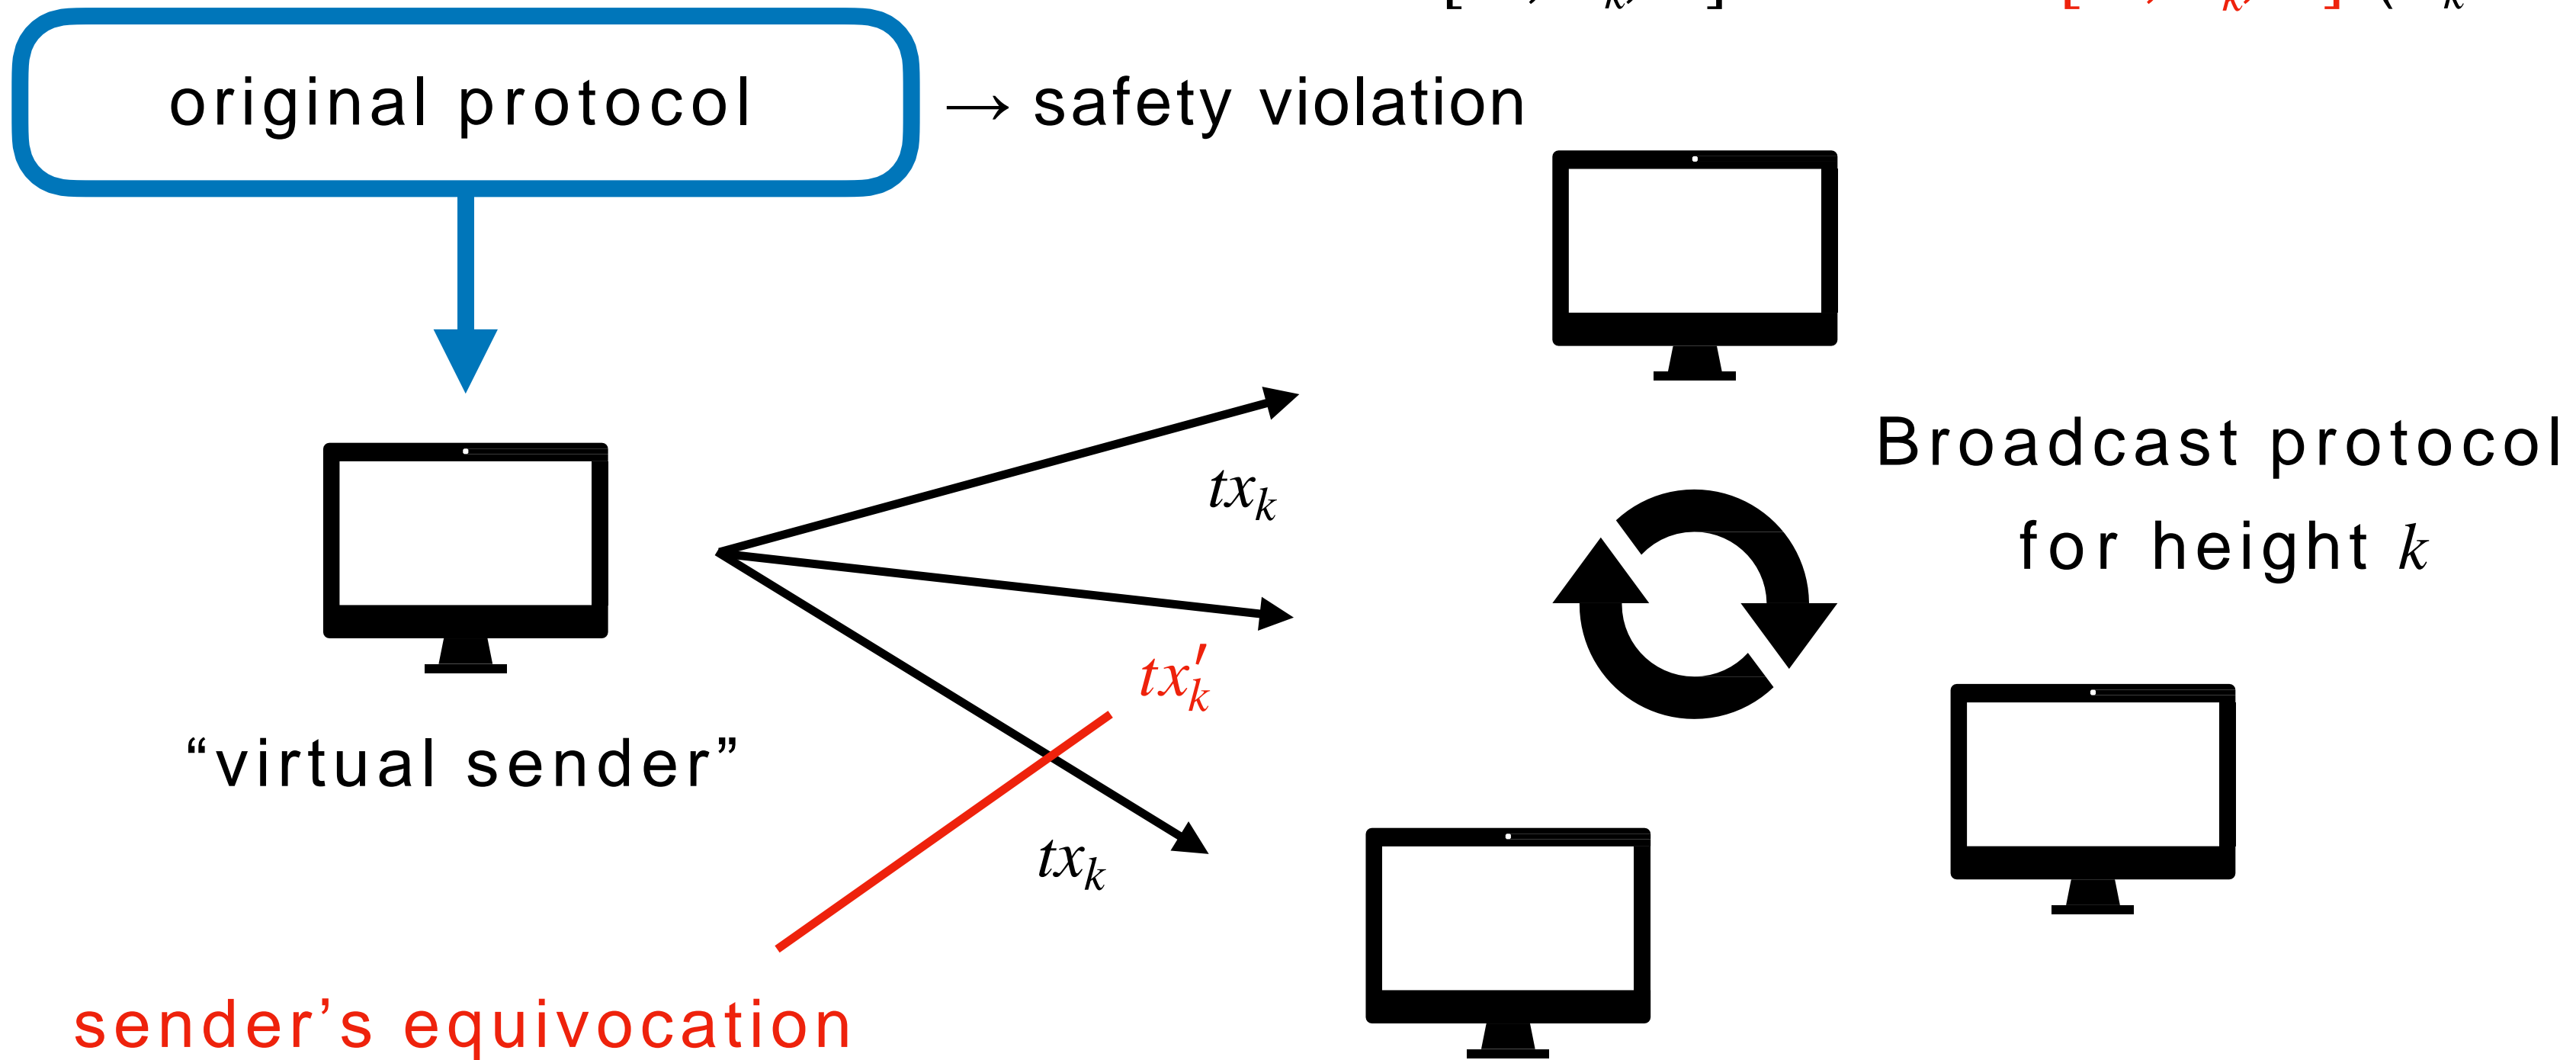 original protocol
→ safety violation
Broadcast protocol
for height k
tx_k
tx'_k
“virtual sender”
tx_k
sender’s equivocation